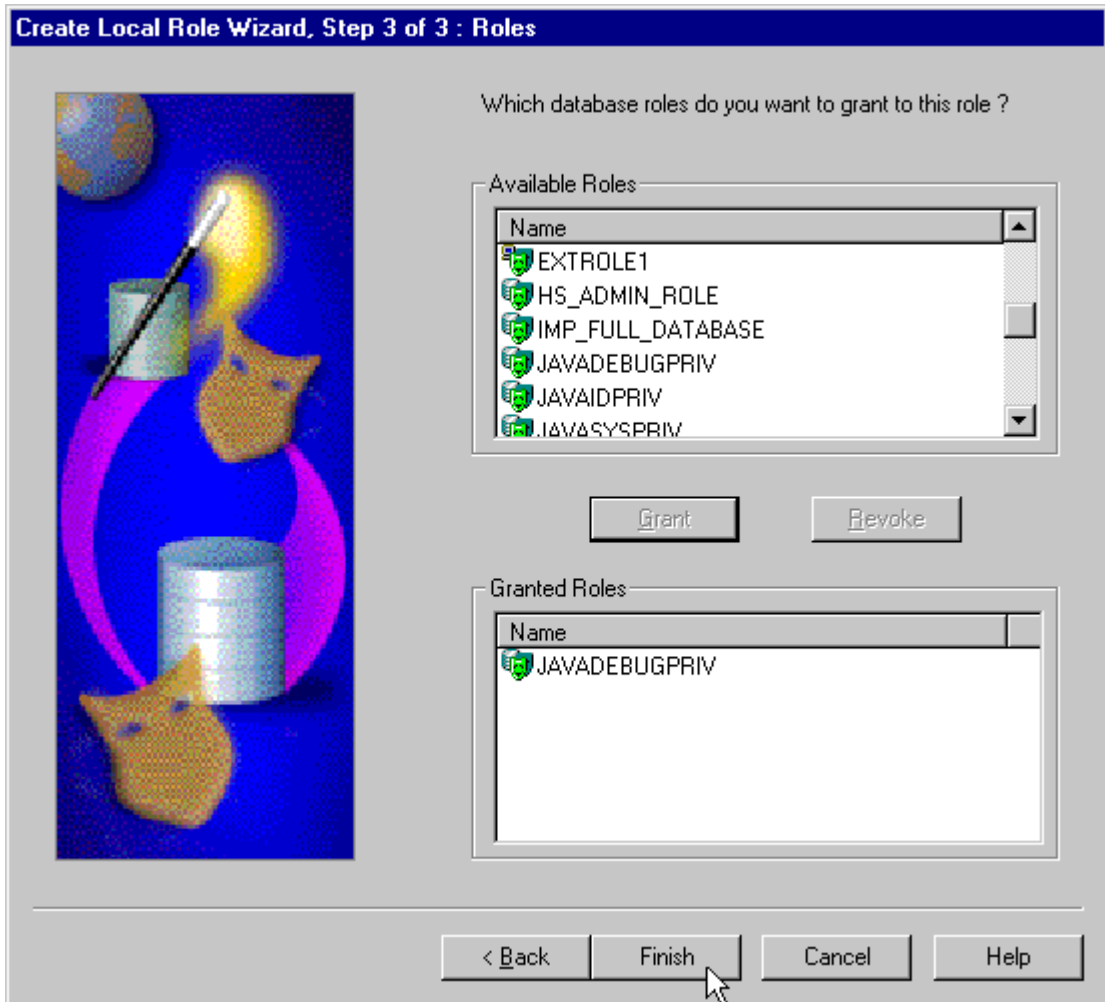 Create Local Role Wizard, Step 3 of 3 : Roles
Which database roles do you want to grant to this role ?
Available Roles
Name
EXTROLE1
HS_ADMIN_ROLE
IMP_FULL_DATABASE
JAVADEBUGPRIV
JAVAIDPRIV
JAVASYSPRIV
Grant Revoke
Granted Roles
Name
JAVADEBUGPRIV
< Back Finish Cancel Help